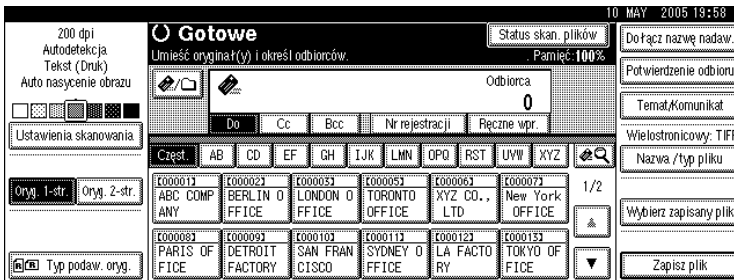 10 MAY 2005 19:58
200 dpi
Autodetekcja
Tekst (Druk)
Auto nasycenie obrazu
Ustawienia skanowania
Oryg. 1-str. Oryg. 2-str.
Typ podaw. oryg.
Gotowe
Status skan. plików
Umieść oryginał(y) i określ odbiorców.
Pamięć:100%
Odbiorca
0
Do Cc Bcc Nr rejestracji Ręczne wpr.
Częst. AB CD EF GH IJK LMN OPQ RST UVW XYZ
[00001] [00002] [00003] [00005] [00006] [00007]
ABC COMP BERLIN O LONDON O TORONTO XYZ CO., New York
ANY FFICE FFICE OFFICE LTD OFFICE
1/2
[00008] [00009] [00010] [00011] [00012] [00013]
PARIS OF DETROIT SAN FRAN SYDNEY O LA FACTO TOKYO OF
FICE FACTORY CISCO FFICE RY FICE
Dołącz nazwę nadaw.
Potwierdzenie odbioru
Temat/Komunikat
Wielostronicowy: TIFF
Nazwa /typ pliku
Wybierz zapisany plik
Zapisz plik